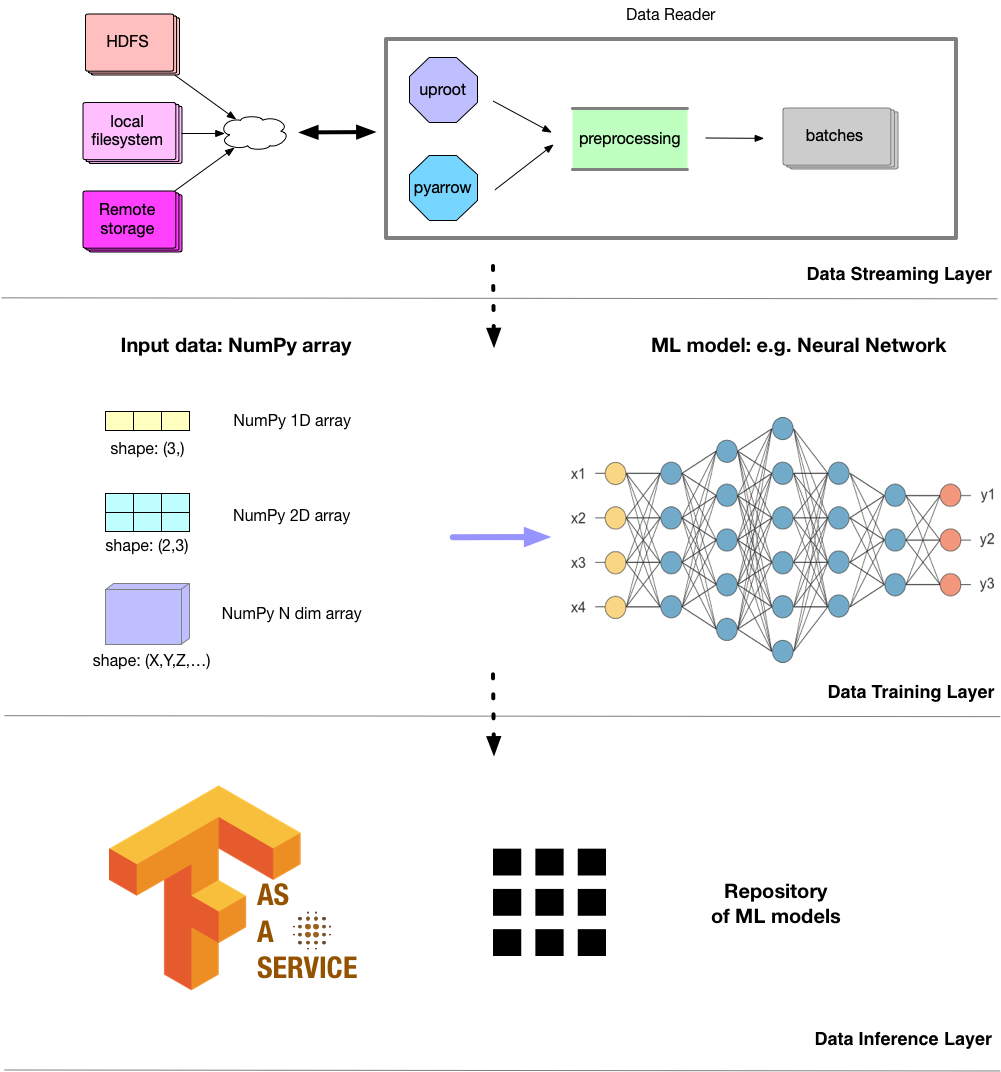 Data Reader
HDFS
local
filesystem
Remote
storage
uproot
pyarrow
preprocessing
batches
Data Streaming Layer
Input data: NumPy array
ML model: e.g. Neural Network
NumPy 1D array
shape: (3,)
NumPy 2D array
shape: (2,3)
NumPy N dim array
shape: (X,Y,Z,...)
x1
x2
x3
x4
y1
y2
y3
Data Training Layer
AS
A
SERVICE
Repository
of ML models
Data Inference Layer